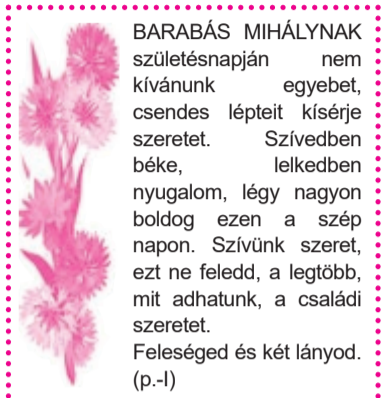 BARABÁS MIHÁLYNAK
születésnapján nem
kívánunk egyebet,
csendes lépteit kísérje
szeretet. Szívedben
béke, lelkedben
nyugalom, légy nagyon
boldog ezen a szép
napon. Szívünk szeret,
ezt ne feledd, a legtöbb,
mit adhatunk, a családi
szeretet.
Feleséged és két lányod.
(p.-I)